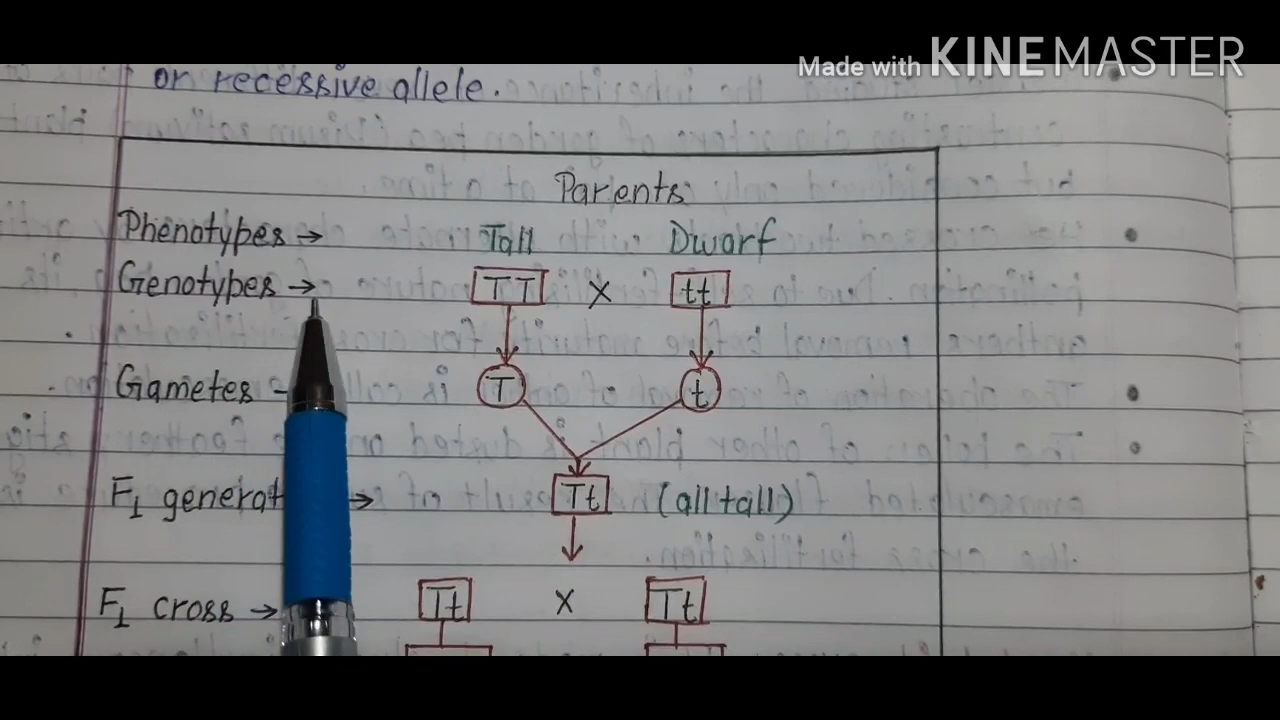 Made with KINEMASTER
or recessive allele.
Parents
Phenotypes → Tall Dwarf
Genotypes → TT X tt
Gametes - T t
F1 generat → Tt (all tall)
F1 cross → Tt X Tt